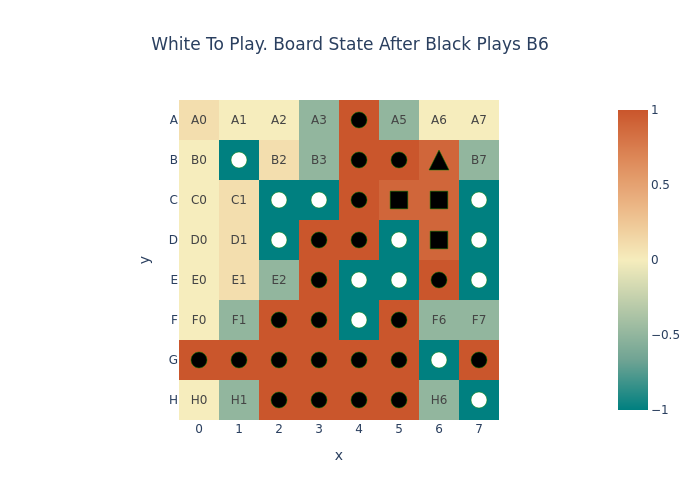 White To Play. Board State After Black Plays B6
A A0 A1 A2 A3 A5 A6 A7 1
B B0 B2 B3 B7
C C0 C1 0.5
D D0 D1
y 0
E E0 E1 E2
F F0 F1 F6 F7 −0.5
G
H H0 H1 H6 −1
0 1 2 3 4 5 6 7
x